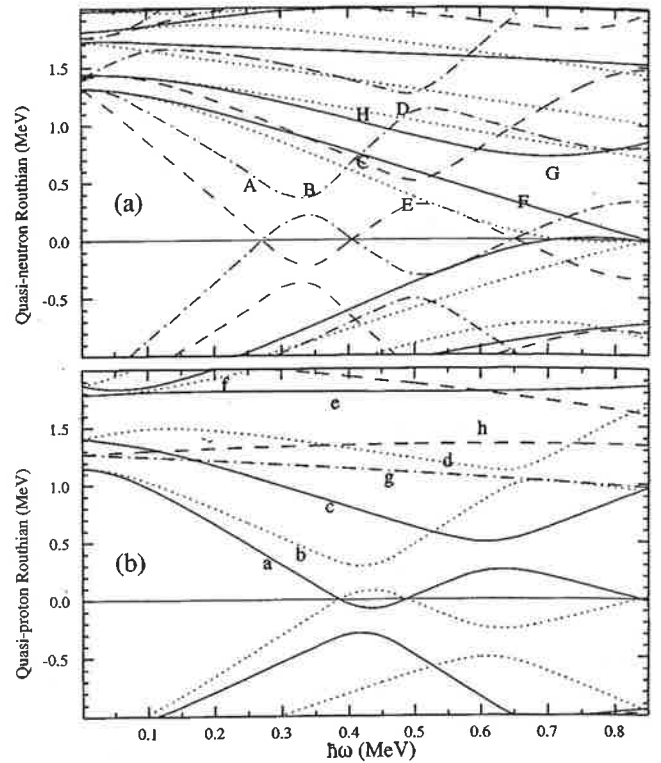 Quasi-neutron Routhian (MeV)
1.5
1.0
0.5
0.0
-0.5
A
B
C
D
E
F
G
H
(a)
Quasi-proton Routhian (MeV)
1.5
1.0
0.5
0.0
-0.5
f
e
h
d
g
c
b
a
(b)
0.1 0.2 0.3 0.4 0.5 0.6 0.7 0.8
ħω (MeV)